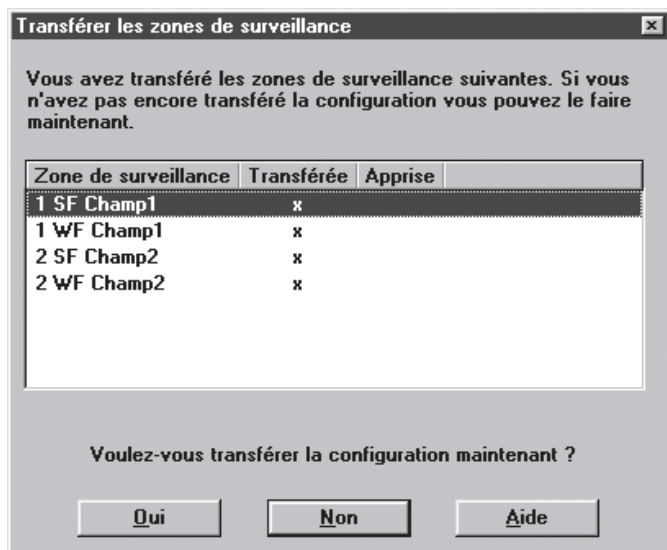 Transférer les zones de surveillance
Vous avez transféré les zones de surveillance suivantes. Si vous
n'avez pas encore transféré la configuration vous pouvez le faire
maintenant.
Zone de surveillance Transférée Apprise
1 SF Champ1 x
1 WF Champ1 x
2 SF Champ2 x
2 WF Champ2 x
Voulez-vous transférer la configuration maintenant ?
Oui Non Aide